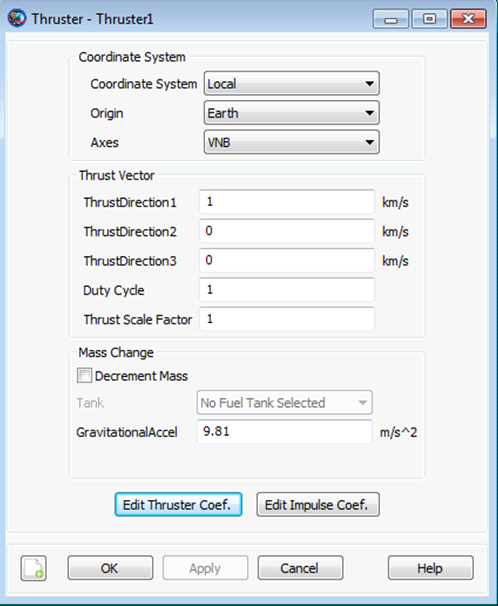 Thruster - Thruster1
Coordinate System
Coordinate System Local
Origin Earth
Axes VNB
Thrust Vector
ThrustDirection1 1 km/s
ThrustDirection2 0 km/s
ThrustDirection3 0 km/s
Duty Cycle 1
Thrust Scale Factor 1
Mass Change
Decrement Mass
Tank No Fuel Tank Selected
GravitationalAccel 9.81 m/s^2
Edit Thruster Coef. Edit Impulse Coef.
OK Apply Cancel Help